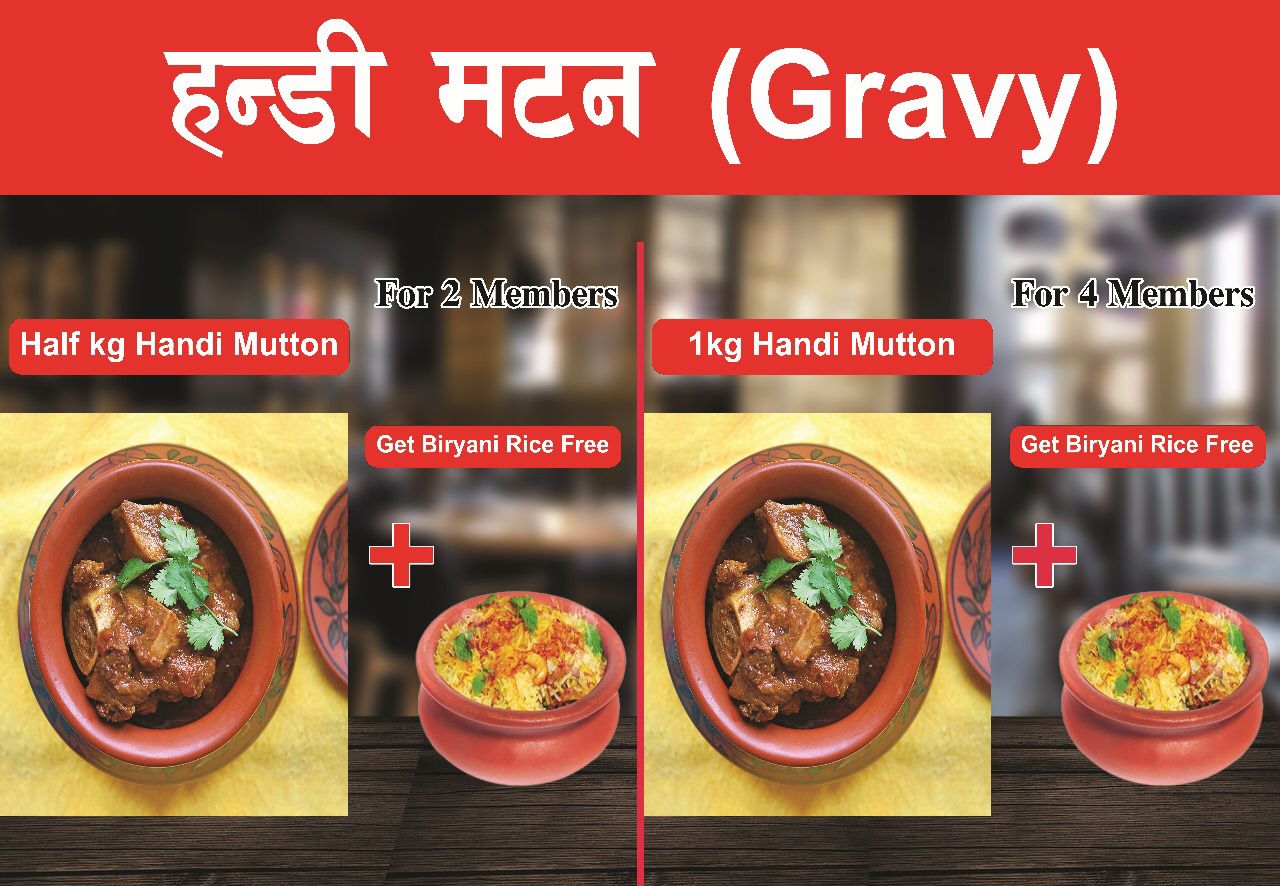 हन्डी मटन (Gravy)
For 2 Members
Half kg Handi Mutton
Get Biryani Rice Free
+
For 4 Members
1kg Handi Mutton
Get Biryani Rice Free
+